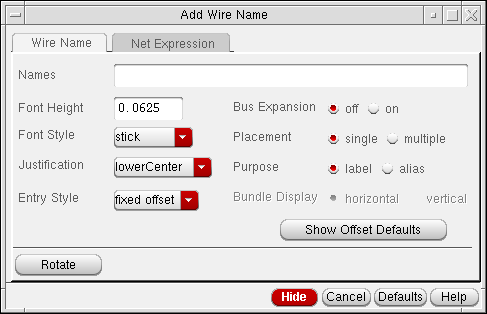 Add Wire Name
Wire Name Net Expression
Names
Font Height 0.0625 Bus Expansion off on
Font Style stick Placement single multiple
Justification lowerCenter Purpose label alias
Entry Style fixed offset Bundle Display horizontal vertical
Show Offset Defaults
Rotate
Hide Cancel Defaults Help